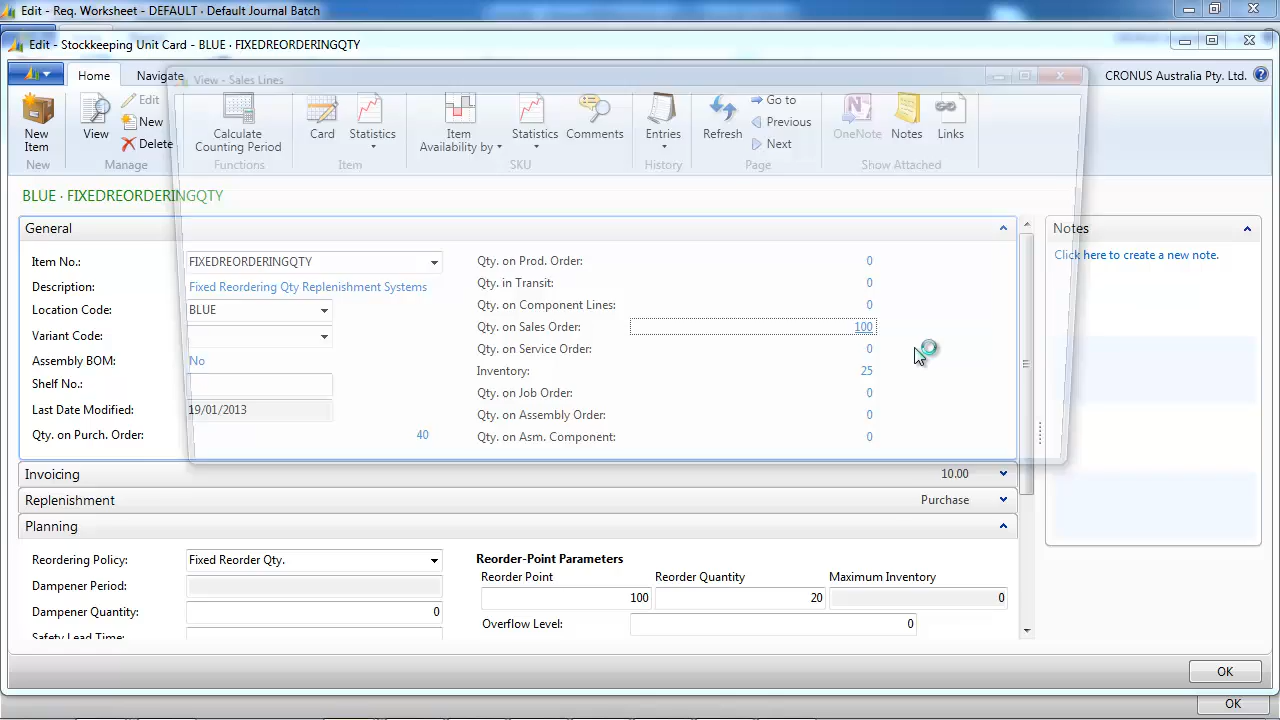 Edit - Req. Worksheet - DEFAULT · Default Journal Batch
Edit - Stockkeeping Unit Card - BLUE · FIXEDREORDERINGQTY
Home Navigate View - Sales Lines CRONUS Australia Pty. Ltd.
New Item
View
Edit
New
Delete
Calculate Counting Period
Card
Statistics
Item Availability by
Statistics
Comments
Entries
Refresh
Go to
Previous
Next
OneNote
Notes
Links
New Manage Functions Item SKU History Page Show Attached
BLUE · FIXEDREORDERINGQTY
General
Item No.: FIXEDREORDERINGQTY
Description: Fixed Reordering Qty Replenishment Systems
Location Code: BLUE
Variant Code:
Assembly BOM: No
Shelf No.:
Last Date Modified: 19/01/2013
Qty. on Purch. Order: 40
Qty. on Prod. Order: 0
Qty. in Transit: 0
Qty. on Component Lines: 0
Qty. on Sales Order: 100
Qty. on Service Order: 0
Inventory: 25
Qty. on Job Order: 0
Qty. on Assembly Order: 0
Qty. on Asm. Component: 0
Notes
Click here to create a new note.
Invoicing 10.00
Replenishment Purchase
Planning
Reordering Policy: Fixed Reorder Qty.
Dampener Period:
Dampener Quantity: 0
Safety Lead Time:
Reorder-Point Parameters
Reorder Point Reorder Quantity Maximum Inventory
100 20 0
Overflow Level: 0
OK
OK